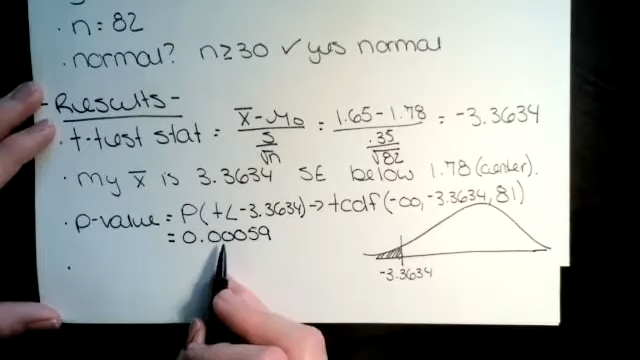 · n = 82
· normal? n ≥ 30 ✓ yes normal
-Results-
· t-test stat = (x̄ - μ₀) / (s/√n) = (1.65 - 1.78) / (.35/√82) = -3.3634
· my x̄ is 3.3634 SE below 1.78 (center).
· p-value = P(t < -3.3634) → tcdf(-∞, -3.3634, 81)
= 0.00059
-3.3634